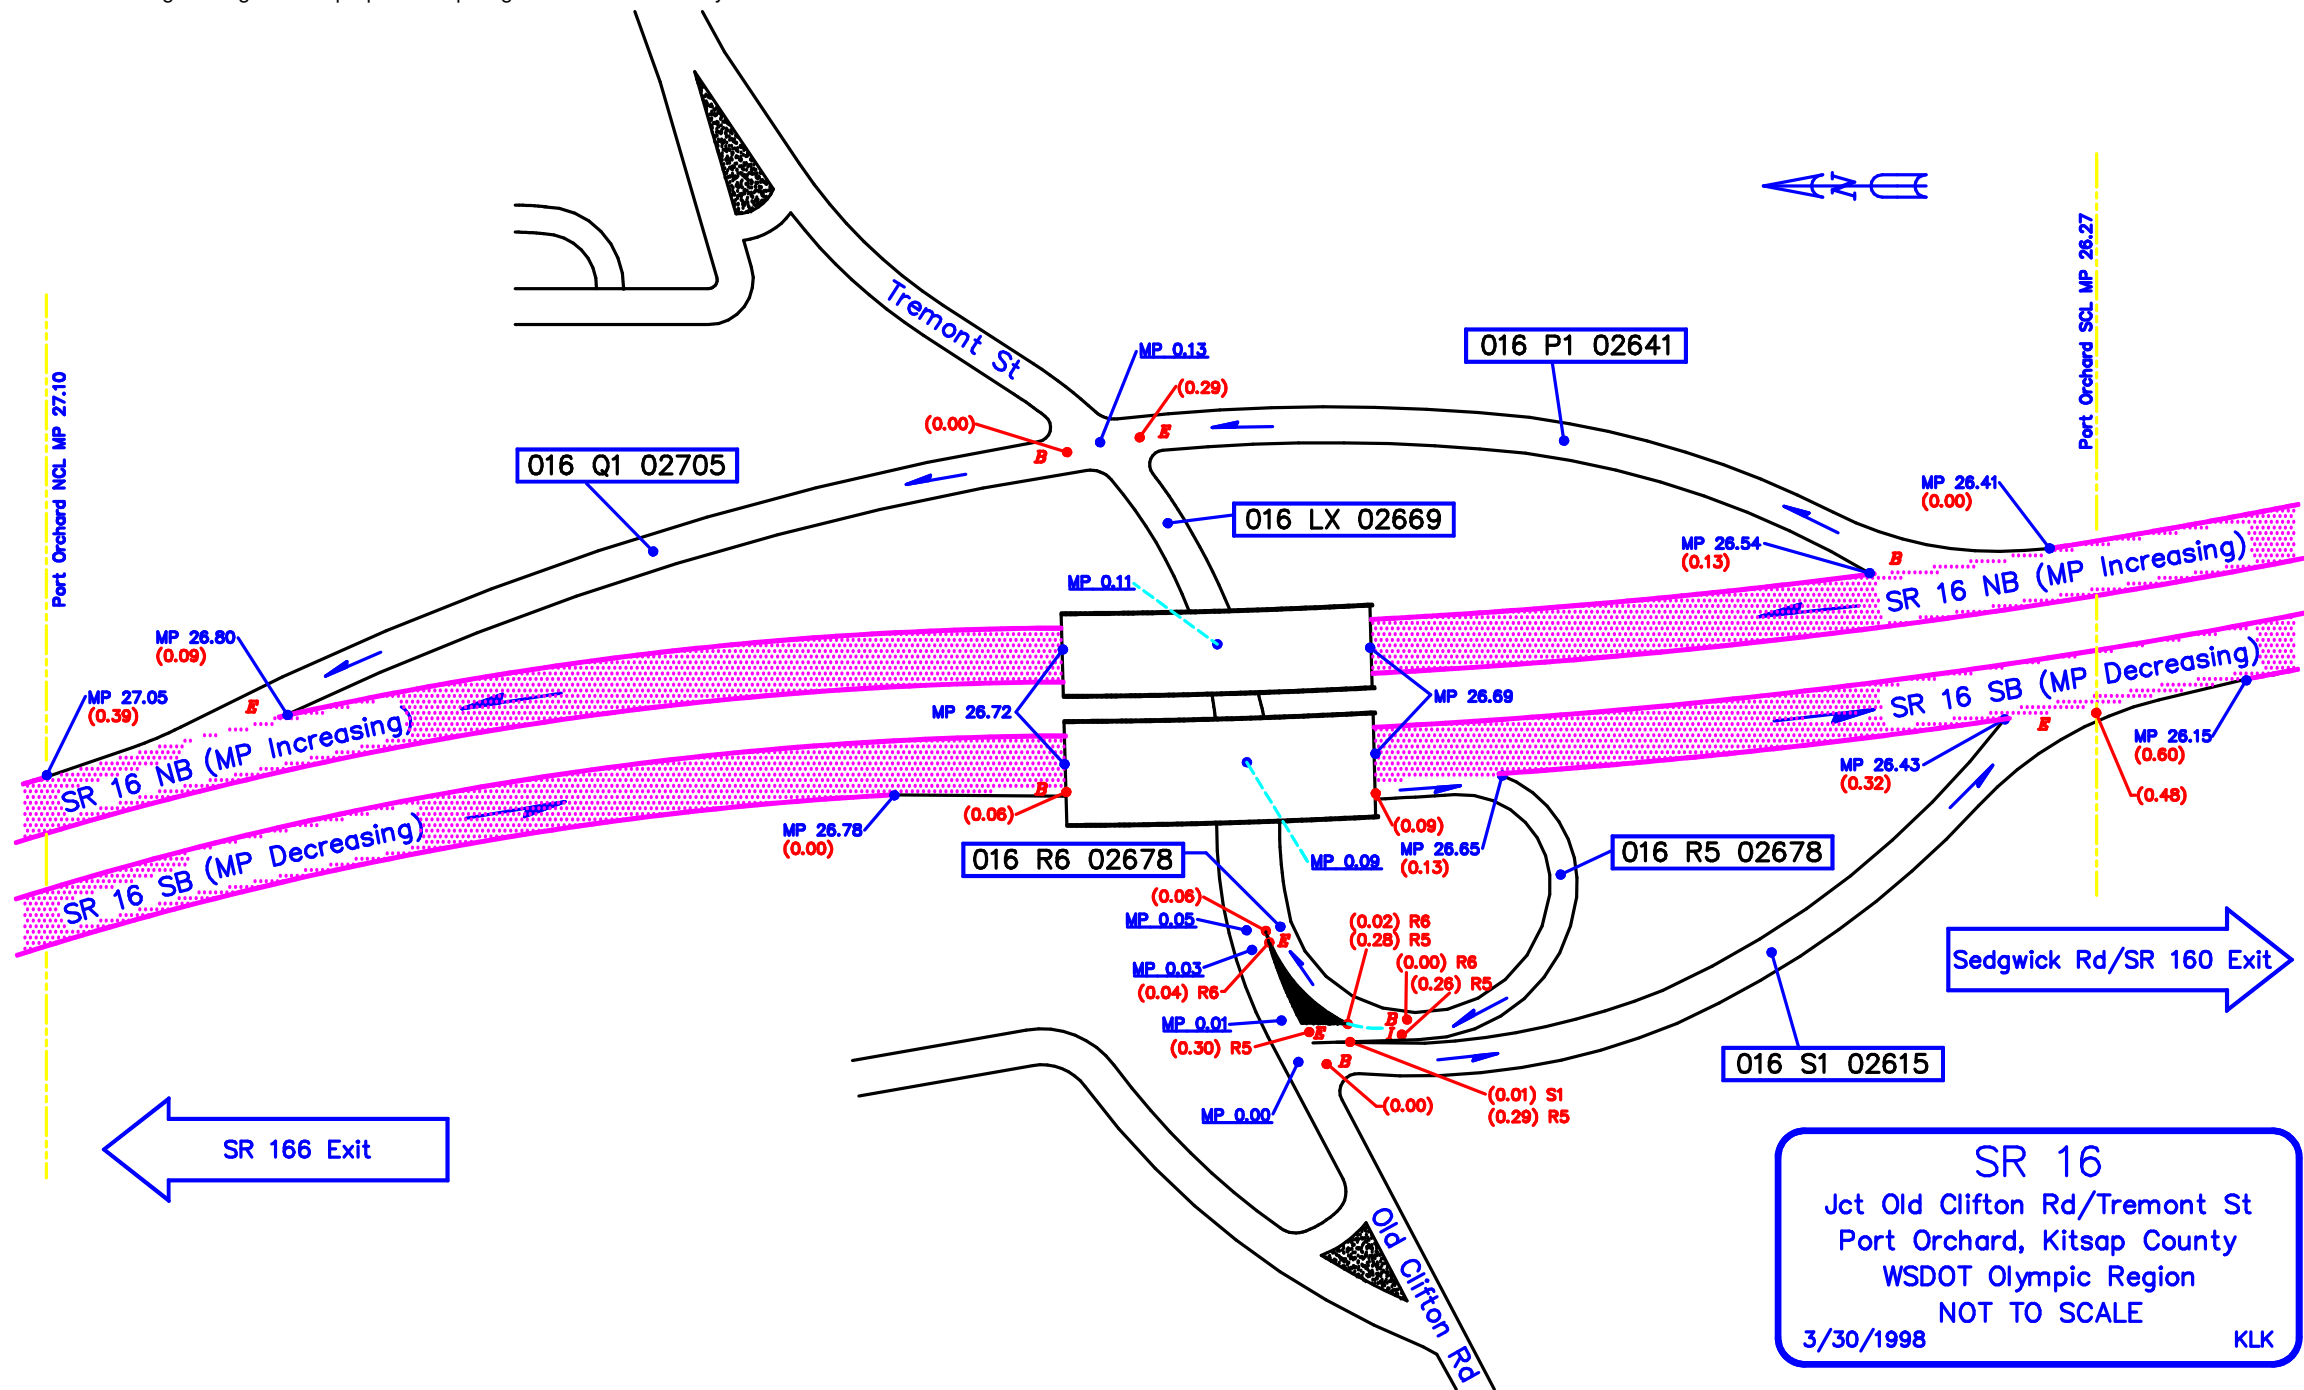 Tremont St
Port Orchard SCL MP 26.27
MP 0.13
(0.29)
E
016 P1 02641
(0.00)
B
Port Orchard NCL MP 27.10
016 Q1 02705
N
MP 26.41
(0.00)
016 LX 02669
MP 26.54
(0.13)
B
SR 16 NB (MP Increasing)
MP 0.11
MP 26.80
(0.09)
E
MP 27.05
(0.39)
SR 16 SB (MP Decreasing)
MP 26.69
MP 26.72
E
MP 26.15
(0.60)
SR 16 NB (MP Increasing)
MP 26.43
(0.32)
(0.48)
B
(0.06)
SR 16 SB (MP Decreasing)
MP 26.78
(0.00)
(0.09)
MP 26.65
(0.13)
016 R6 02678
MP 0.09
016 R5 02678
(0.06)
MP 0.05
E
(0.02) R6
(0.28) R5
MP 0.03
(0.04) R6
(0.00) R6
(0.26) R5
Sedgwick Rd/SR 160 Exit
MP 0.01
(0.30) R5
E
B
I
B
016 S1 02615
MP 0.00
(0.00)
(0.01) S1
(0.29) R5
SR 166 Exit
Old Clifton Rd
SR 16
Jct Old Clifton Rd/Tremont St
Port Orchard, Kitsap County
WSDOT Olympic Region
NOT TO SCALE
3/30/1998
KLK